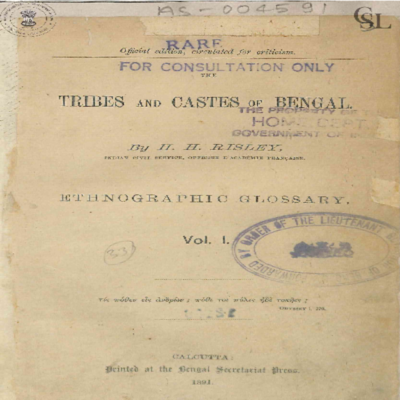 AS-004591
CSL
RARE
Official edition, circulated for criticism.
FOR CONSULTATION ONLY
THE
TRIBES AND CASTES OF BENGAL.
THE PROPERTY OF
HOME DEPT
GOVERNMENT OF
By H. H. RISLEY,
INDIAN CIVIL SERVICE, OFFICIER D'ACADÉMIE FRANÇAISE.
ETHNOGRAPHIC GLOSSARY.
Vol. I.
BY ORDER OF THE LIEUTENANT
CALCUTTA:
Printed at the Bengal Secretariat Press.
1891.